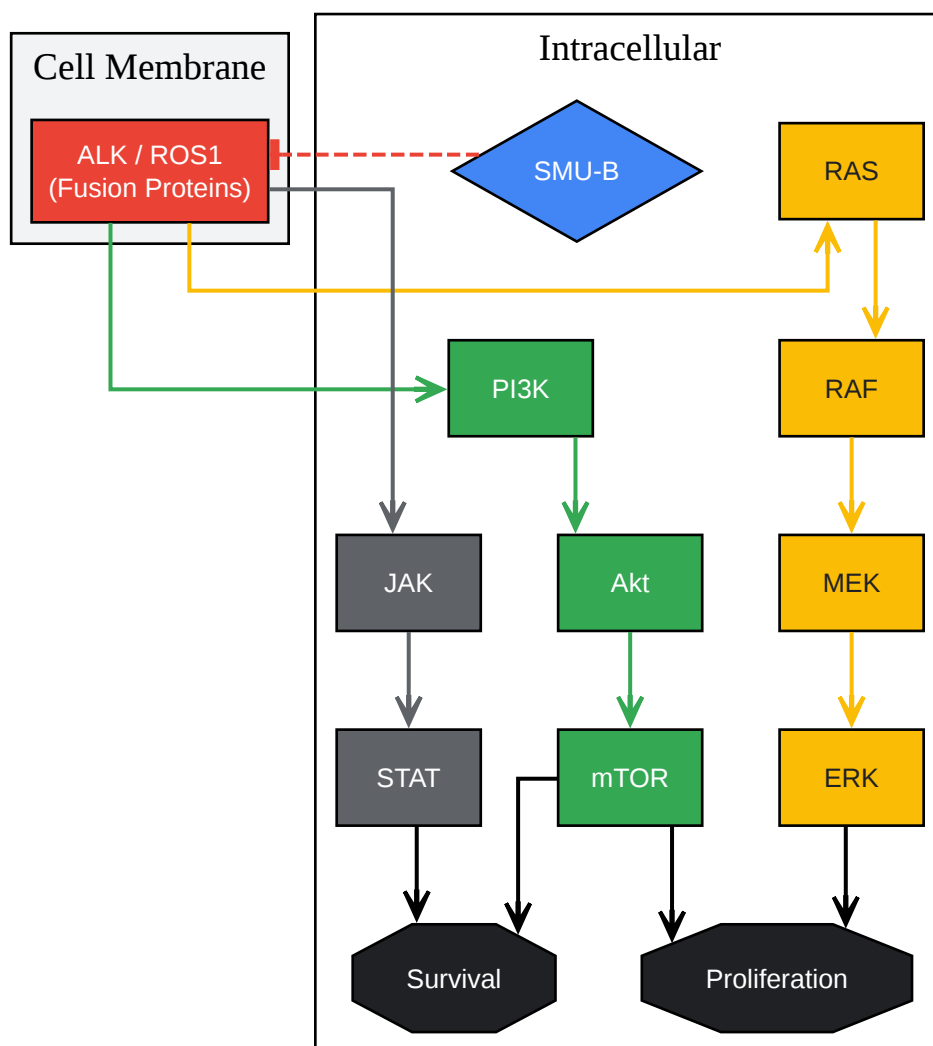 Cell Membrane
Intracellular
ALK / ROS1
(Fusion Proteins)
SMU-B
RAS
PI3K
RAF
JAK
Akt
MEK
STAT
mTOR
ERK
Survival
Proliferation